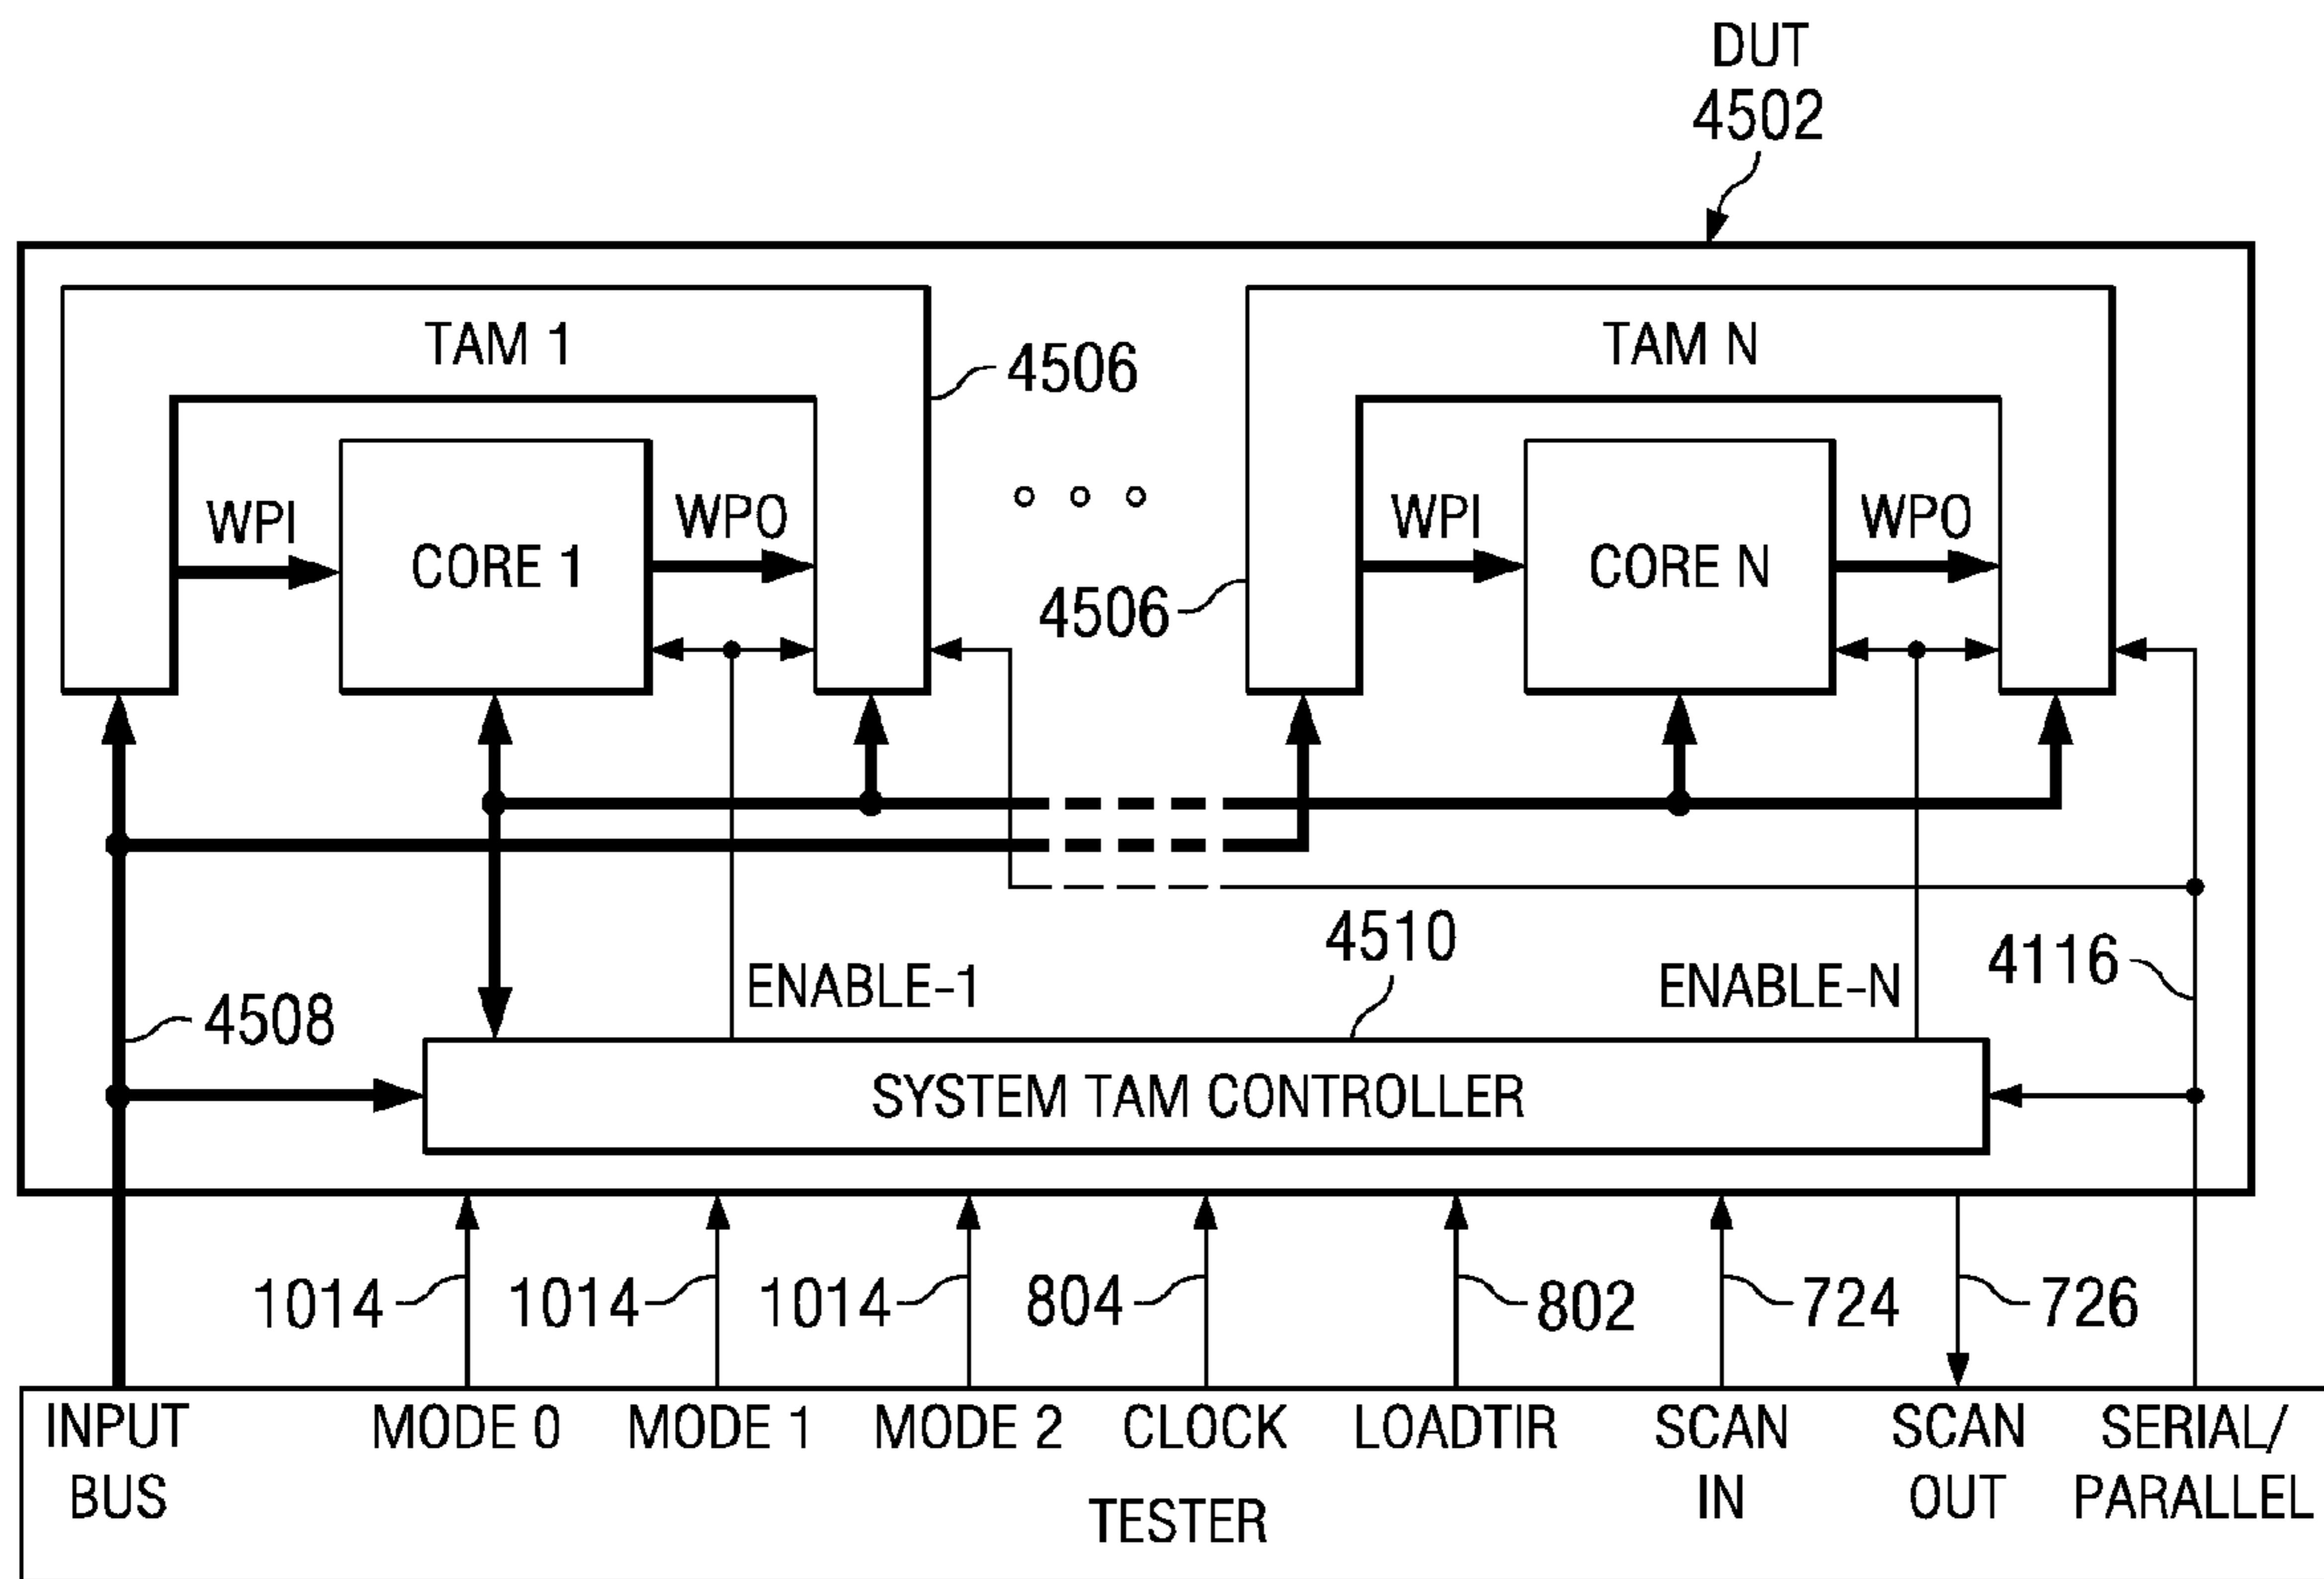 DUT
4502
TAM 1
TAM N
4506
WPI
WPO
WPI
WPO
CORE 1
CORE N
4506
4510
4116
ENABLE-1
ENABLE-N
4508
SYSTEM TAM CONTROLLER
1014
1014
1014
804
802
724
726
INPUT
BUS
MODE 0
MODE 1
MODE 2
CLOCK
LOADTIR
SCAN
IN
SCAN
OUT
SERIAL/
PARALLEL
TESTER